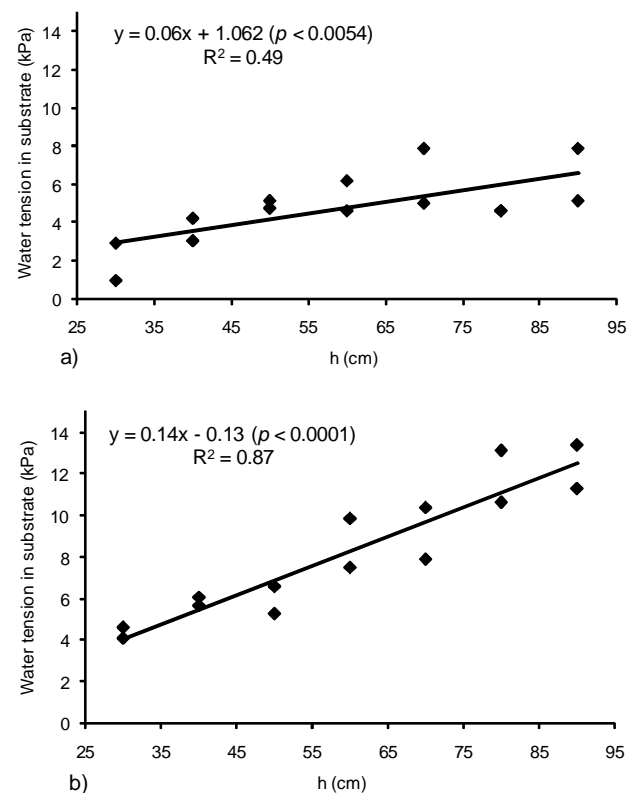 y = 0.06x + 1.062 (p < 0.0054)
R² = 0.49
Water tension in substrate (kPa)
14
12
10
8
6
4
2
0
25 35 45 55 65 75 85 95
a)
h (cm)
y = 0.14x - 0.13 (p < 0.0001)
R² = 0.87
Water tension in substrate (kPa)
14
12
10
8
6
4
2
0
25 35 45 55 65 75 85 95
b)
h (cm)